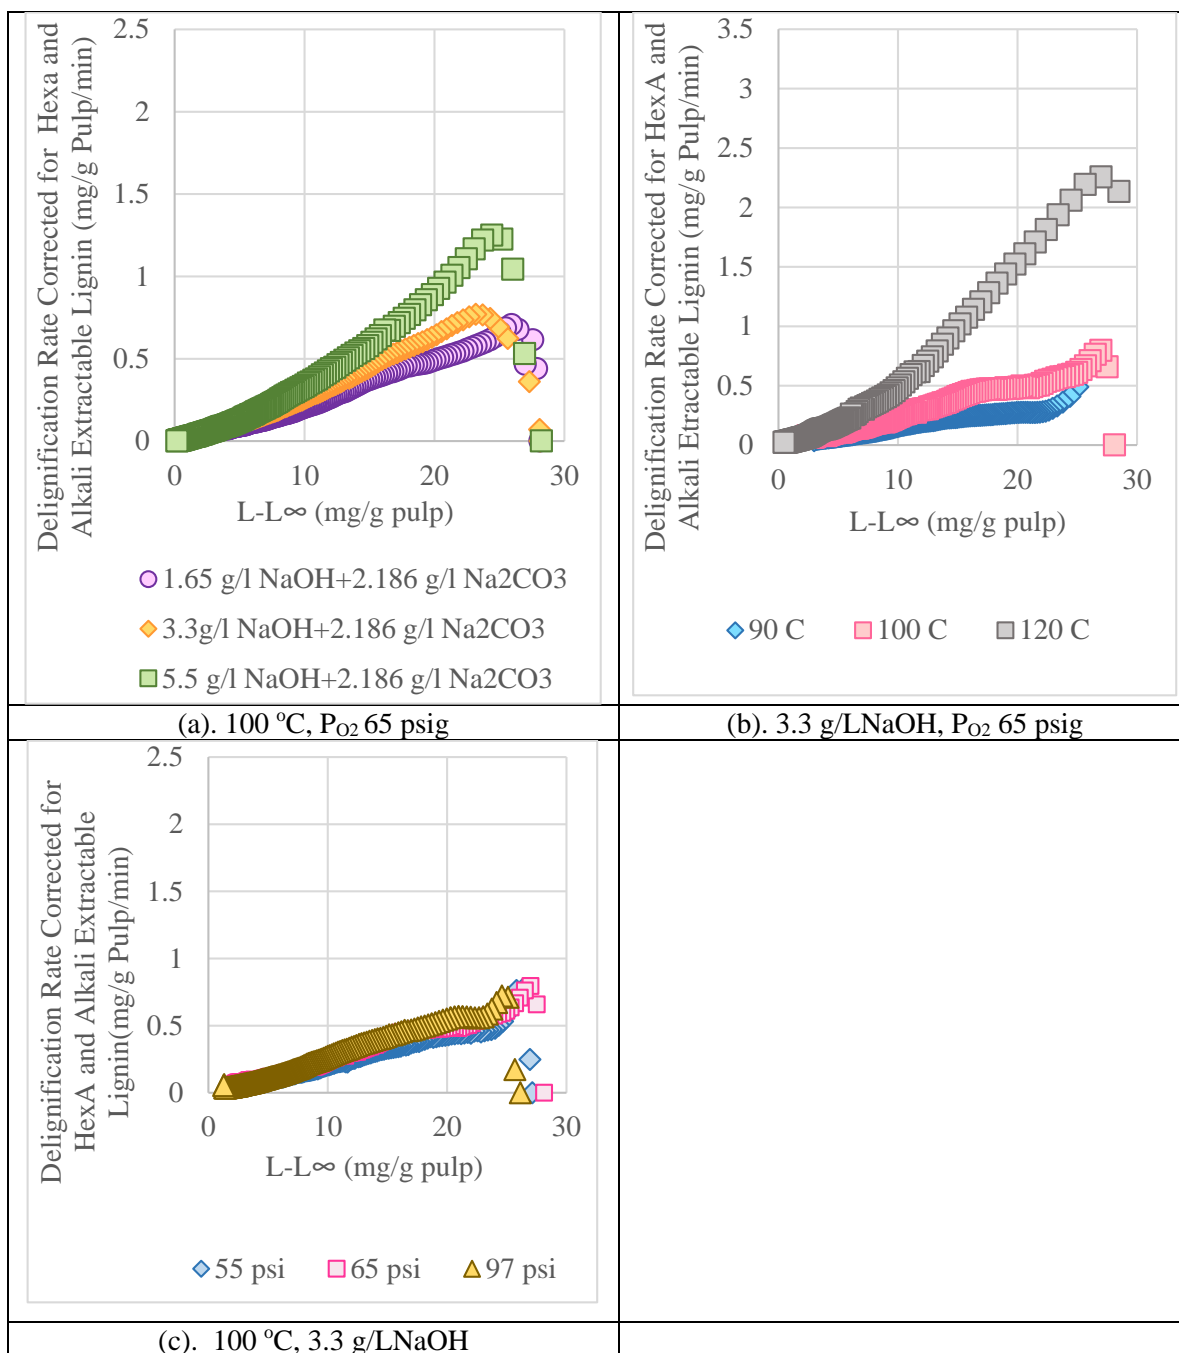 Delignification Rate Corrected for Hexa and
Alkali Extractable Lignin (mg/g Pulp/min)
2.5
2
1.5
1
0.5
0
0 10 20 30
L-L∞ (mg/g pulp)
1.65 g/l NaOH+2.186 g/l Na2CO3
3.3g/l NaOH+2.186 g/l Na2CO3
5.5 g/l NaOH+2.186 g/l Na2CO3
(a). 100 °C, PO2 65 psig
Delignification Rate Corrected for HexA and
Alkali Etractable Lignin (mg/g Pulp/min)
3.5
3
2.5
2
1.5
1
0.5
0
0 10 20 30
L-L∞ (mg/g pulp)
90 C 100 C 120 C
(b). 3.3 g/LNaOH, PO2 65 psig
Delignification Rate Corrected for
HexA and Alkali Extractable
Lignin(mg/g Pulp/min)
2.5
2
1.5
1
0.5
0
0 10 20 30
L-L∞ (mg/g pulp)
55 psi 65 psi 97 psi
(c). 100 °C, 3.3 g/LNaOH